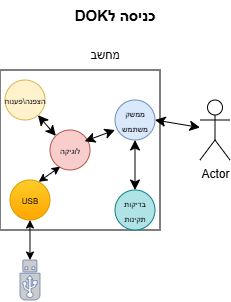 כניסה לDOK
מחשב
הצפנה\פענוח
ממשק
משתמש
לוגיקה
Actor
USB
בדיקות
תקינות